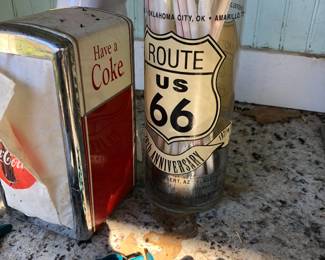 Have a
Coke
Coca-Cola
OKLAHOMA CITY, OK • AMARILLO,
ROUTE
US
66
ANNIVERSARY